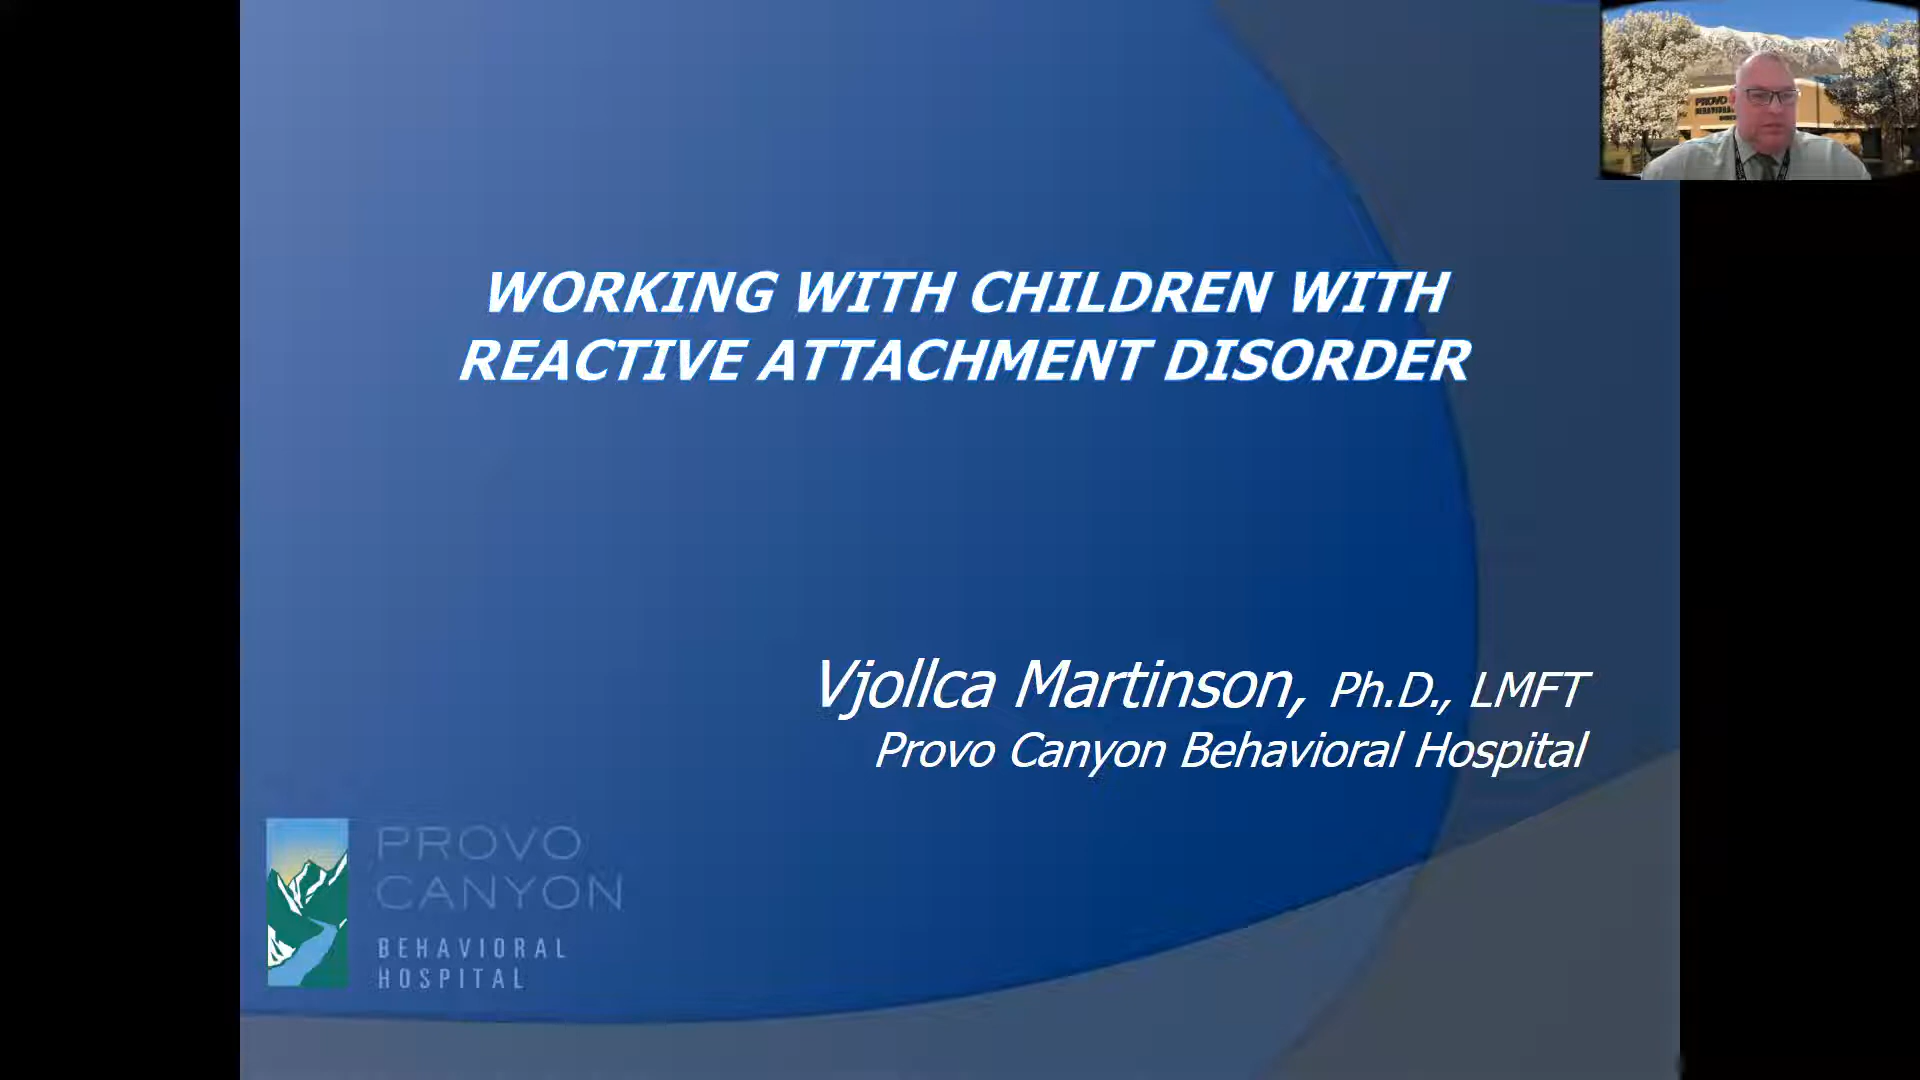 WORKING WITH CHILDREN WITH
REACTIVE ATTACHMENT DISORDER
Vjollca Martinson, Ph.D., LMFT
Provo Canyon Behavioral Hospital
PROVO
CANYON
BEHAVIORAL
HOSPITAL
PROVO